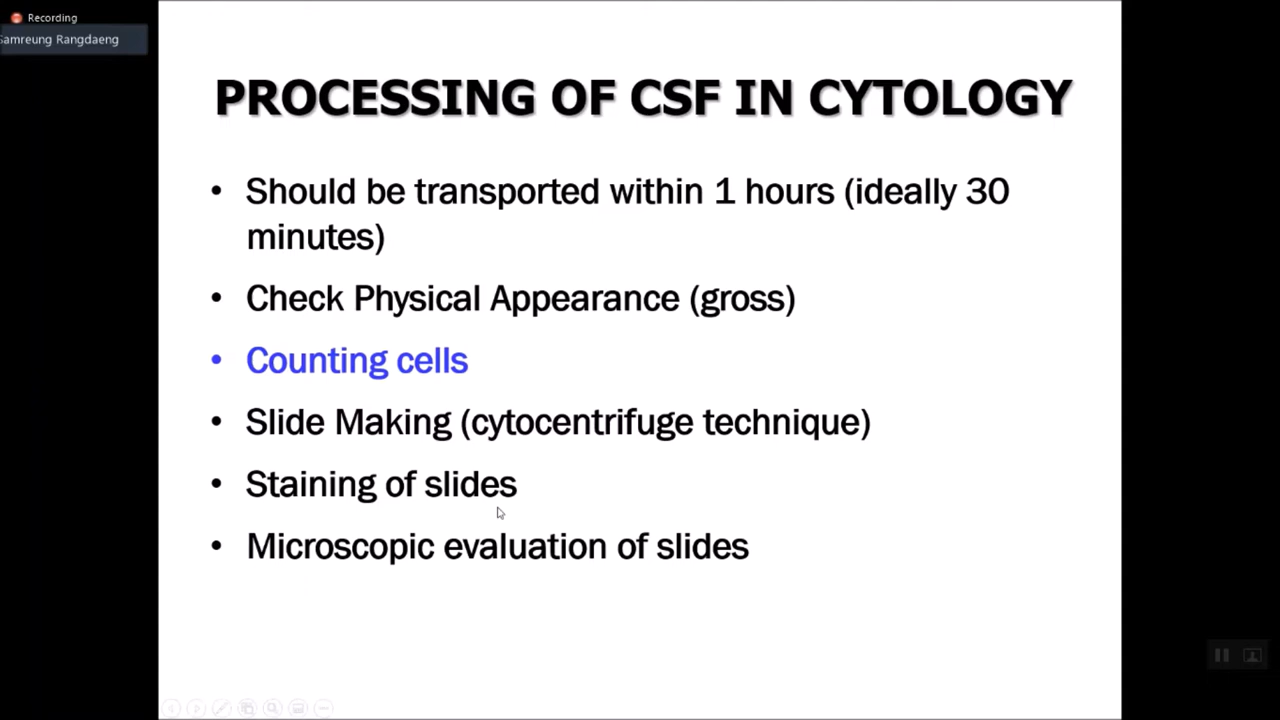 Recording
Samreung Rangdaeng
PROCESSING OF CSF IN CYTOLOGY
• Should be transported within 1 hours (ideally 30
minutes)
• Check Physical Appearance (gross)
• Counting cells
• Slide Making (cytocentrifuge technique)
• Staining of slides
• Microscopic evaluation of slides